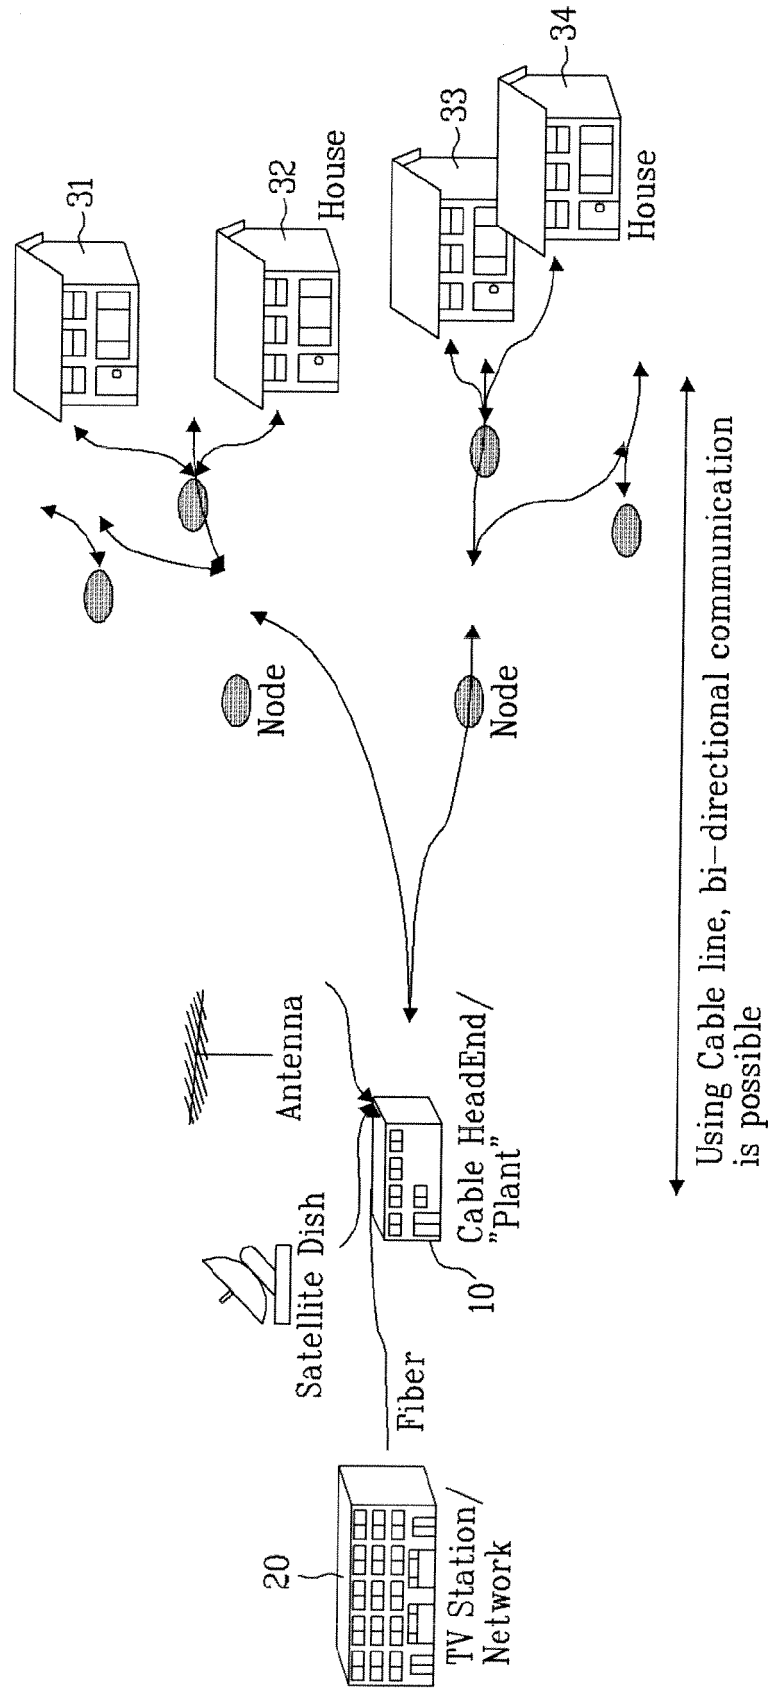 20
TV Station/
Network
Fiber
Satellite Dish
Antenna
10
Cable HeadEnd/
"Plant"
Node
Node
31
32
House
33
34
House
Using Cable line, bi-directional communication
is possible